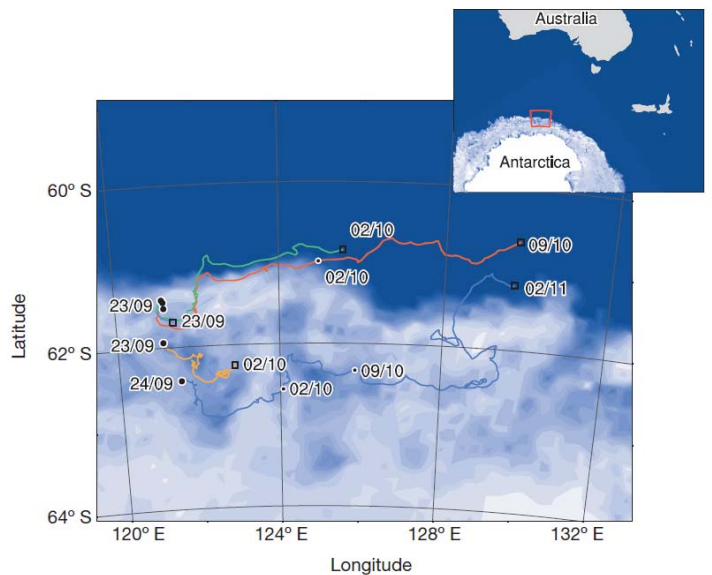 Australia
Antarctica
60° S
02/10
09/10
02/10
02/11
23/09
23/09
62° S
23/09
02/10
09/10
24/09
02/10
64° S
120° E
124° E
128° E
132° E
Latitude
Longitude